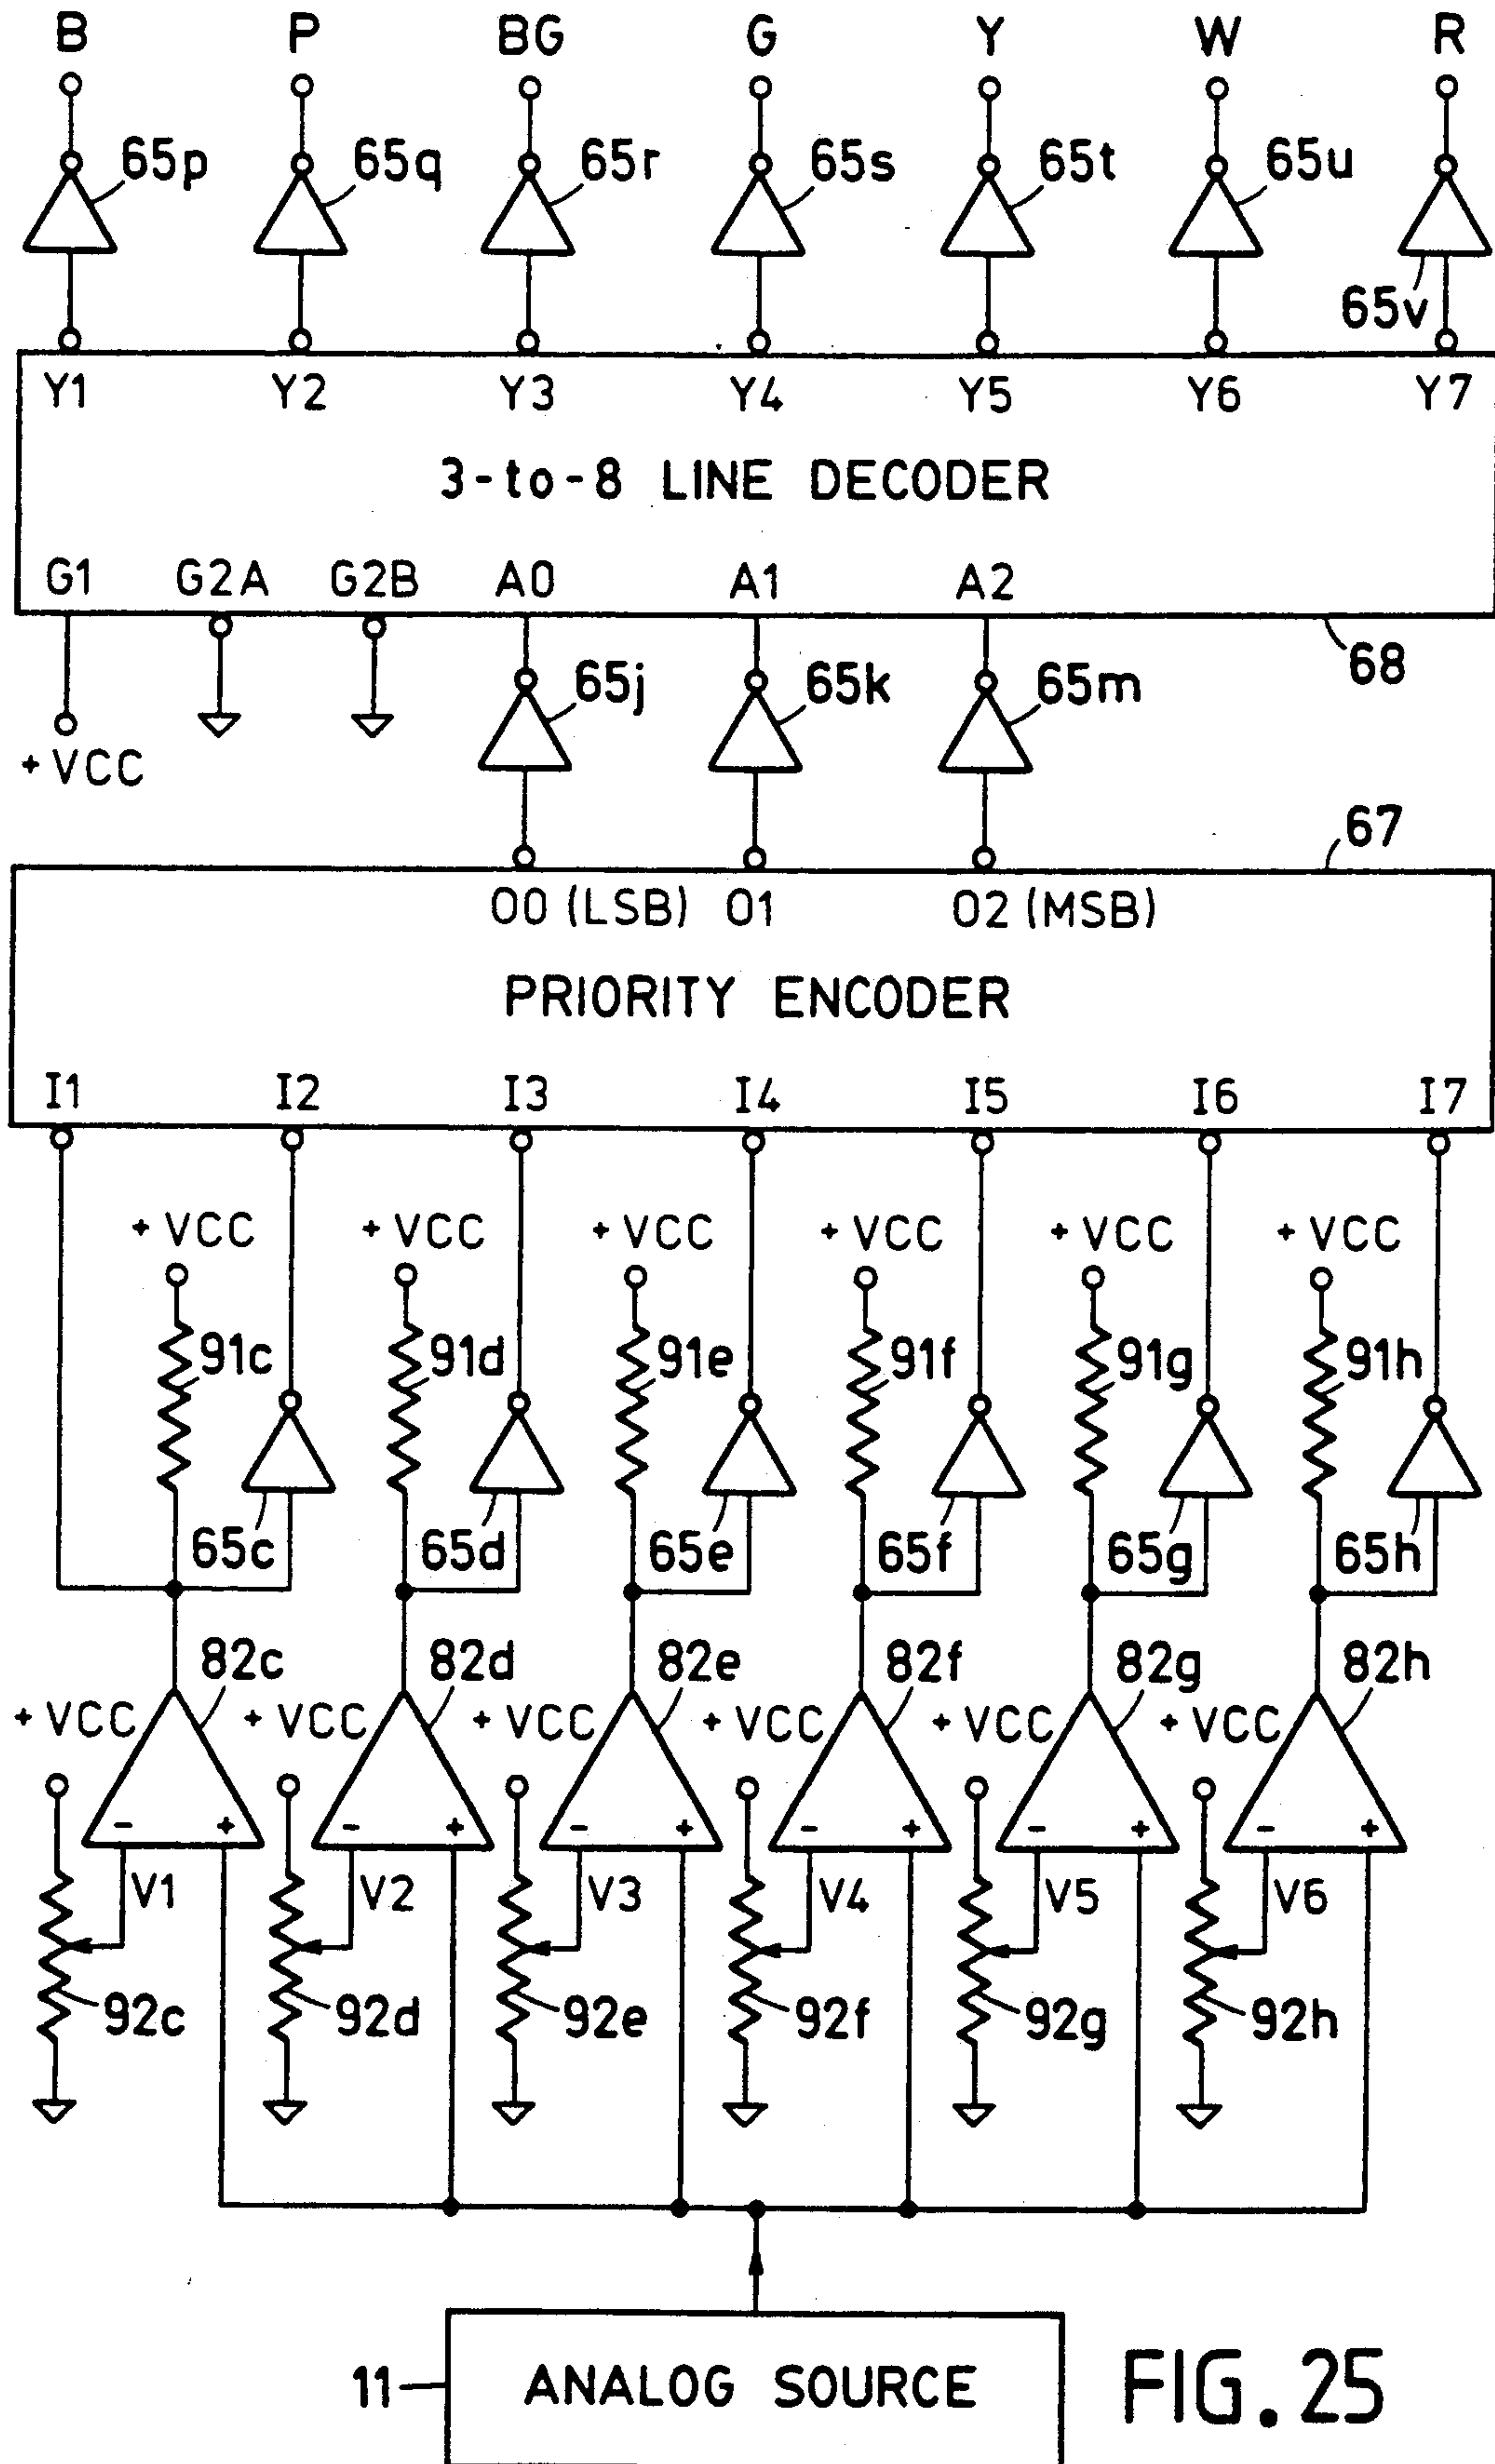 B P BG G Y W R
65p 65q 65r 65s 65t 65u
65v
Y1 Y2 Y3 Y4 Y5 Y6 Y7
3-to-8 LINE DECODER
G1 G2A G2B A0 A1 A2
68
65j 65k 65m
+VCC
67
O0 (LSB) O1 O2 (MSB)
PRIORITY ENCODER
I1 I2 I3 I4 I5 I6 I7
+VCC +VCC +VCC +VCC +VCC +VCC
91c 91d 91e 91f 91g 91h
65c 65d 65e 65f 65g 65h
82c 82d 82e 82f 82g 82h
+VCC +VCC +VCC +VCC +VCC +VCC
- + - + - + - + - + - +
V1 V2 V3 V4 V5 V6
92c 92d 92e 92f 92g 92h
11 ANALOG SOURCE
FIG. 25